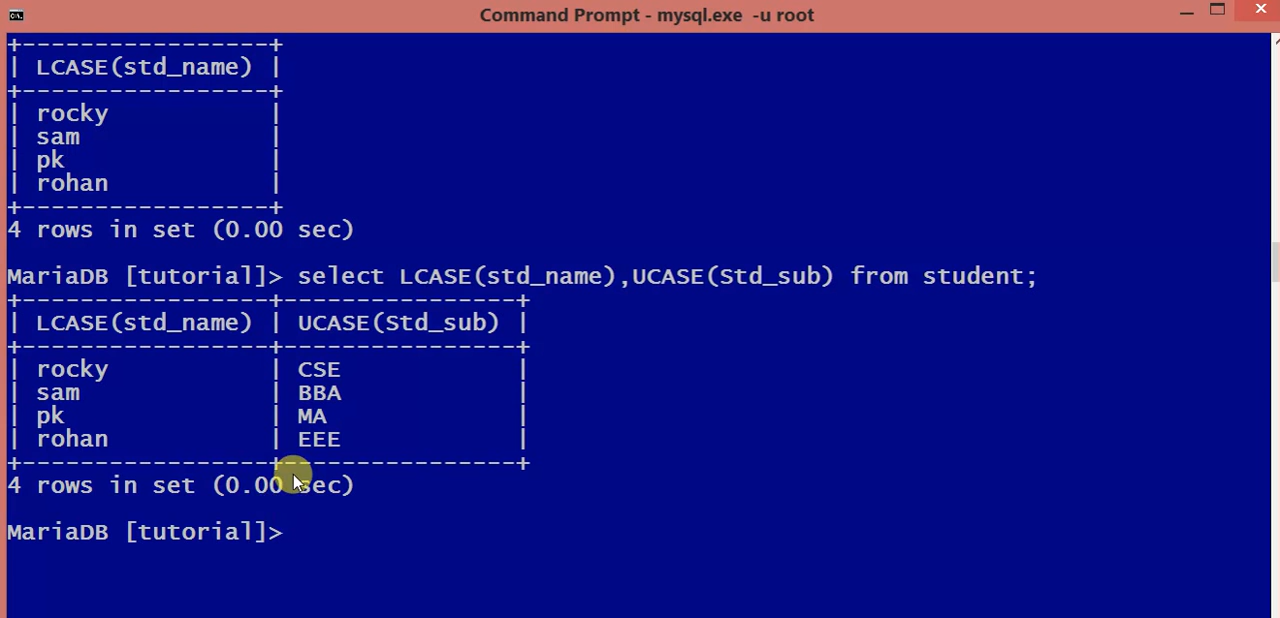 Command Prompt - mysql.exe  -u root
+------------------+
| LCASE(std_name) |
+------------------+
| rocky           |
| sam             |
| pk              |
| rohan           |
+------------------+
4 rows in set (0.00 sec)
MariaDB [tutorial]> select LCASE(std_name),UCASE(Std_sub) from student;
+-----------------+----------------+
| LCASE(std_name) | UCASE(Std_sub) |
+-----------------+----------------+
| rocky           | CSE            |
| sam             | BBA            |
| pk              | MA             |
| rohan           | EEE            |
+-----------------+----------------+
4 rows in set (0.00 sec)
MariaDB [tutorial]>